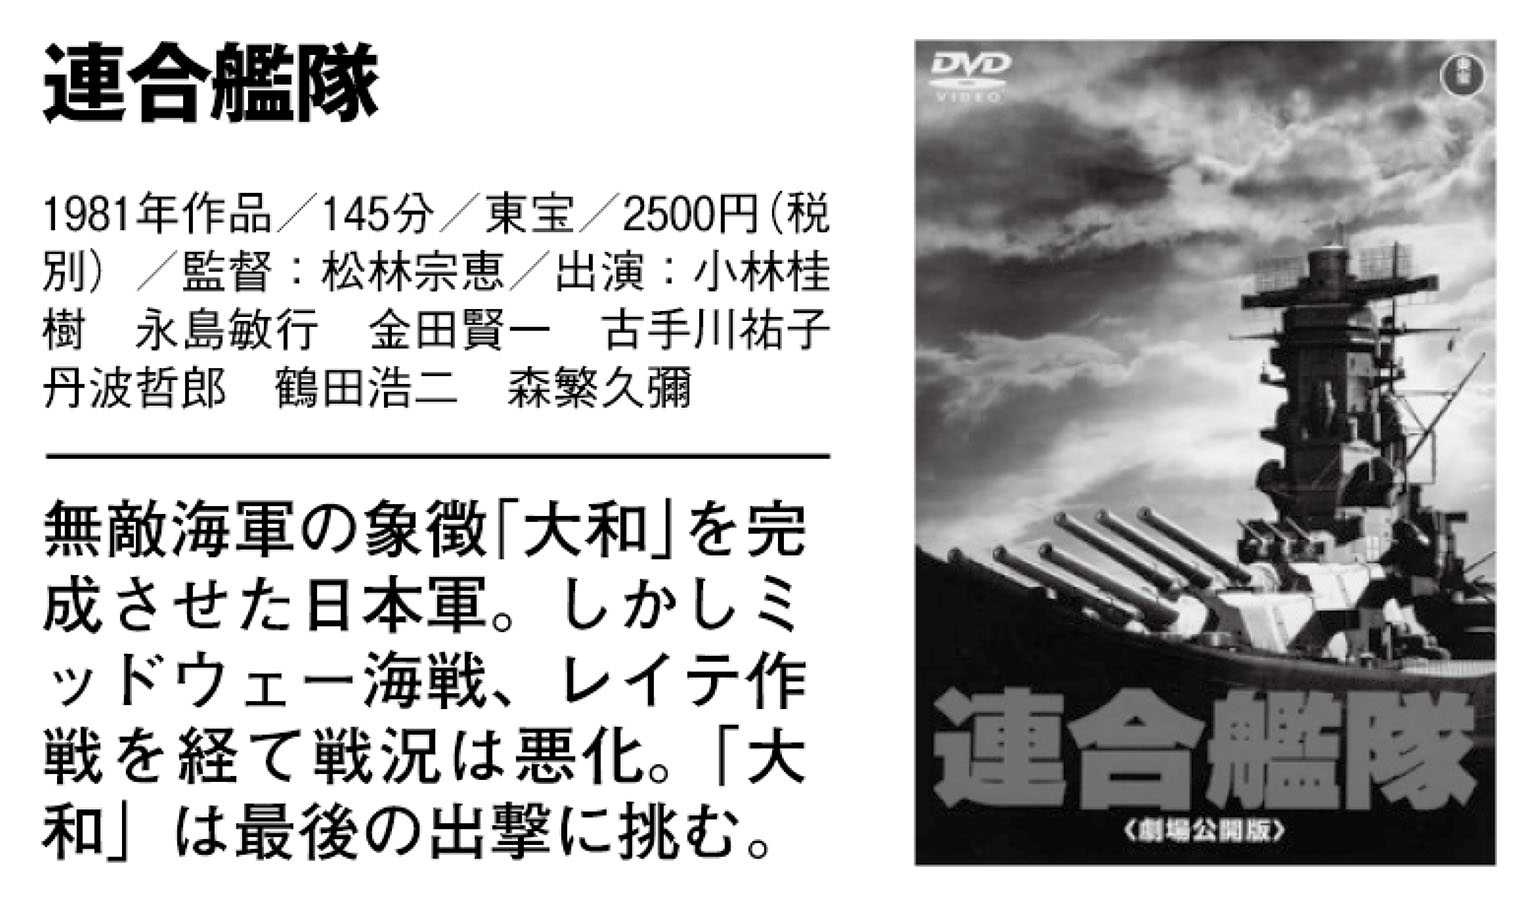 連合艦隊
1981年作品／145分／東宝／2500円（税
別）／監督：松林宗恵／出演：小林桂
樹　永島敏行　金田賢一　古手川祐子
丹波哲郎　鶴田浩二　森繁久彌
無敵海軍の象徴「大和」を完
成させた日本軍。しかしミ
ッドウェー海戦、レイテ作
戦を経て戦況は悪化。「大
和」は最後の出撃に挑む。
DVD
VIDEO
東宝
連合艦隊
〈劇場公開版〉